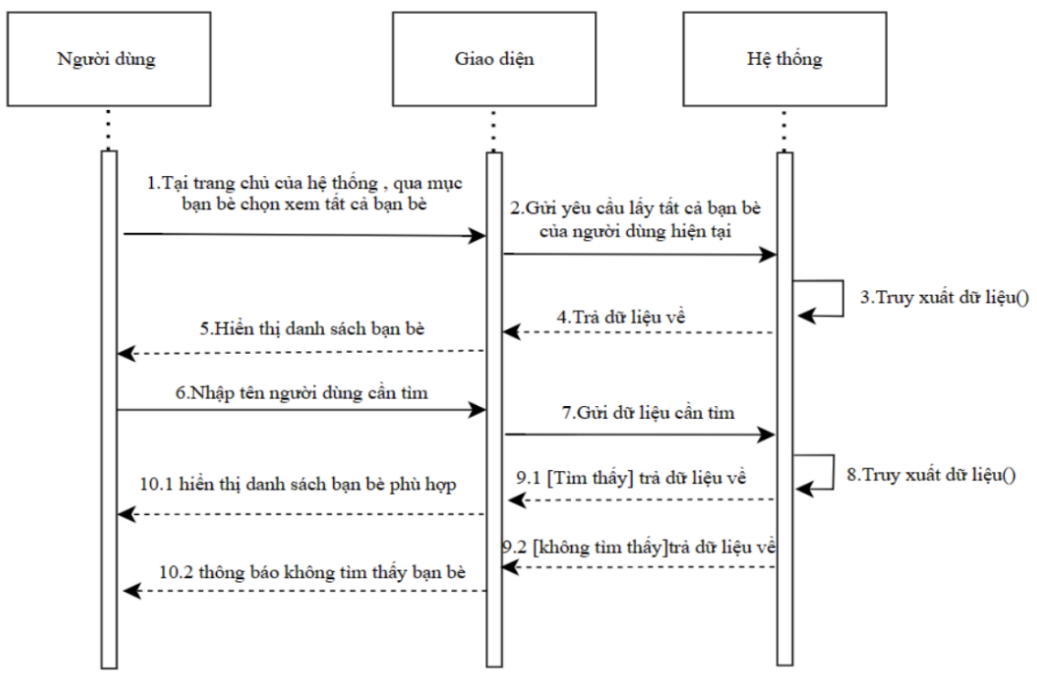 Người dùng
Giao diện
Hệ thống
1.Tại trang chủ của hệ thống , qua mục
bạn bè chọn xem tất cả bạn bè
2.Gửi yêu cầu lấy tất cả bạn bè
của người dùng hiện tại
3.Truy xuất dữ liệu()
4.Trả dữ liệu về
5.Hiển thị danh sách bạn bè
6.Nhập tên người dùng cần tìm
7.Gửi dữ liệu cần tìm
8.Truy xuất dữ liệu()
9.1 [Tìm thấy] trả dữ liệu về
10.1 hiển thị danh sách bạn bè phù hợp
9.2 [không tìm thấy]trả dữ liệu về
10.2 thông báo không tìm thấy bạn bè